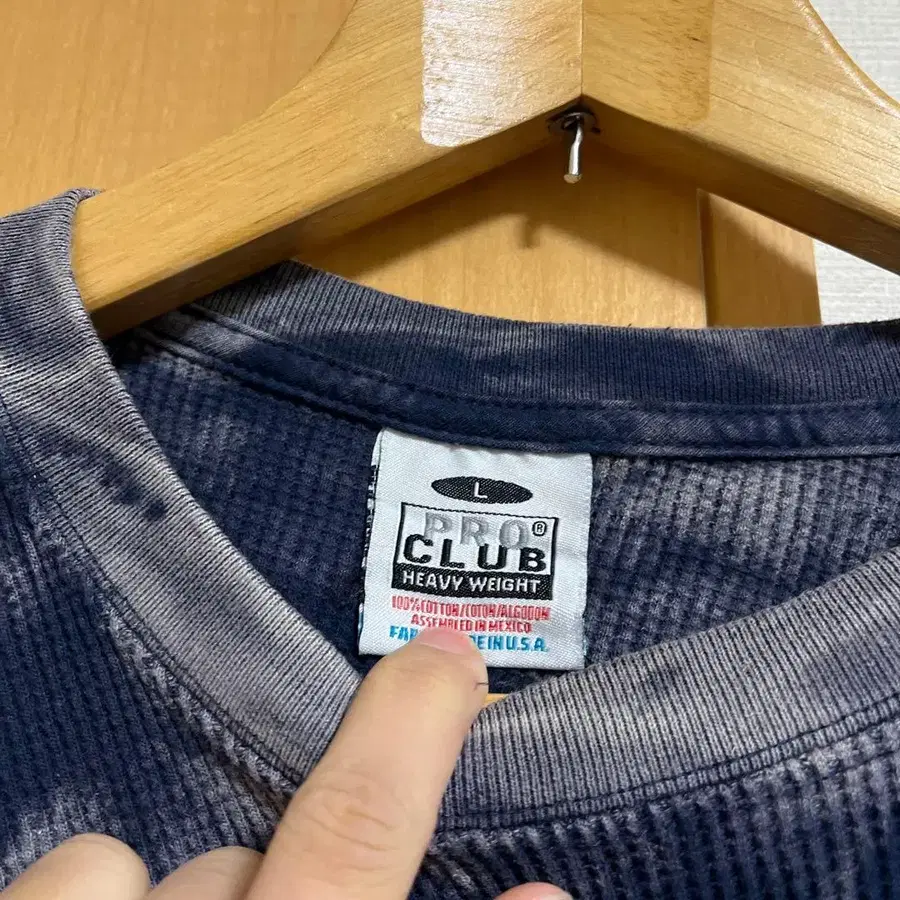 L
PRO®
CLUB
HEAVY WEIGHT
100%COTTON/COTON/ALGODON
ASSEMBLED IN MEXICO
IN U.S.A.